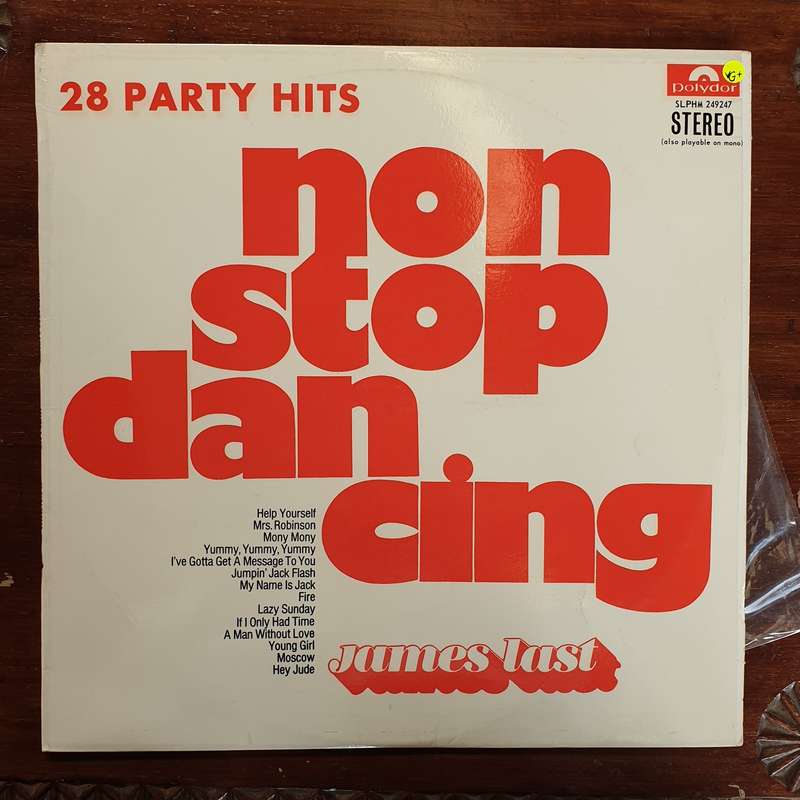 28 PARTY HITS
VG+
polydor
SLPHM 249247
STEREO
(also playable on mono)
non
stop
dan
cing
Help Yourself
Mrs. Robinson
Mony Mony
Yummy, Yummy, Yummy
I've Gotta Get A Message To You
Jumpin' Jack Flash
My Name Is Jack
Fire
Lazy Sunday
If I Only Had Time
A Man Without Love
Young Girl
Moscow
Hey Jude
james last